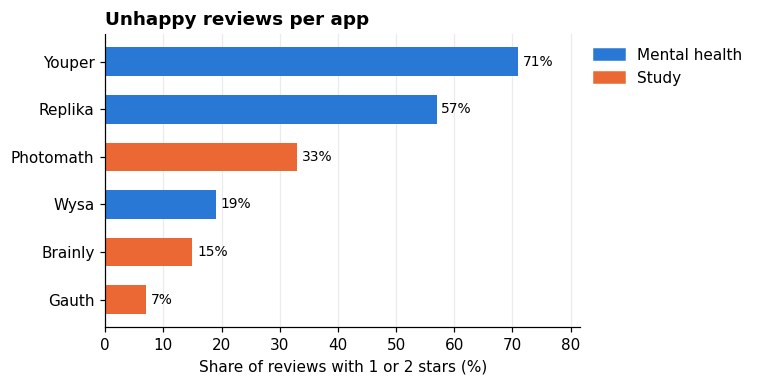 Unhappy reviews per app
Mental health
Study
Youper 71%
Replika 57%
Photomath 33%
Wysa 19%
Brainly 15%
Gauth 7%
0 10 20 30 40 50 60 70 80
Share of reviews with 1 or 2 stars (%)